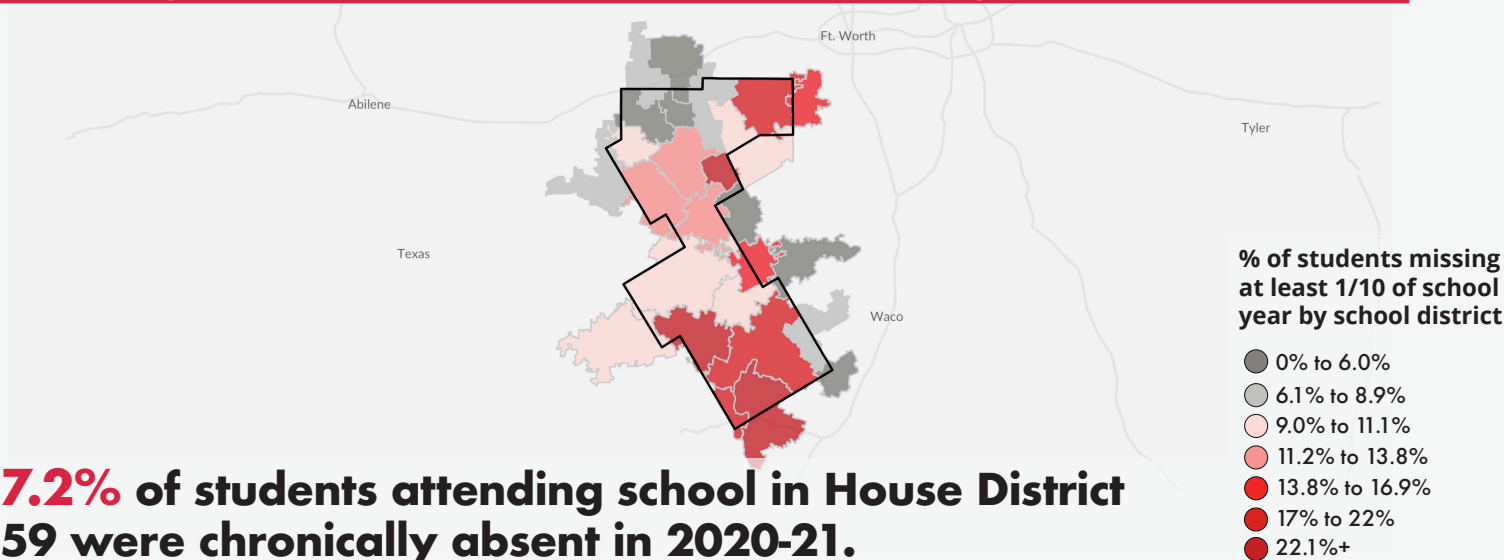 Ft. Worth
Abilene
Tyler
Texas
Waco
% of students missing
at least 1/10 of school
year by school district
0% to 6.0%
6.1% to 8.9%
9.0% to 11.1%
11.2% to 13.8%
13.8% to 16.9%
17% to 22%
22.1%+
7.2% of students attending school in House District
59 were chronically absent in 2020-21.